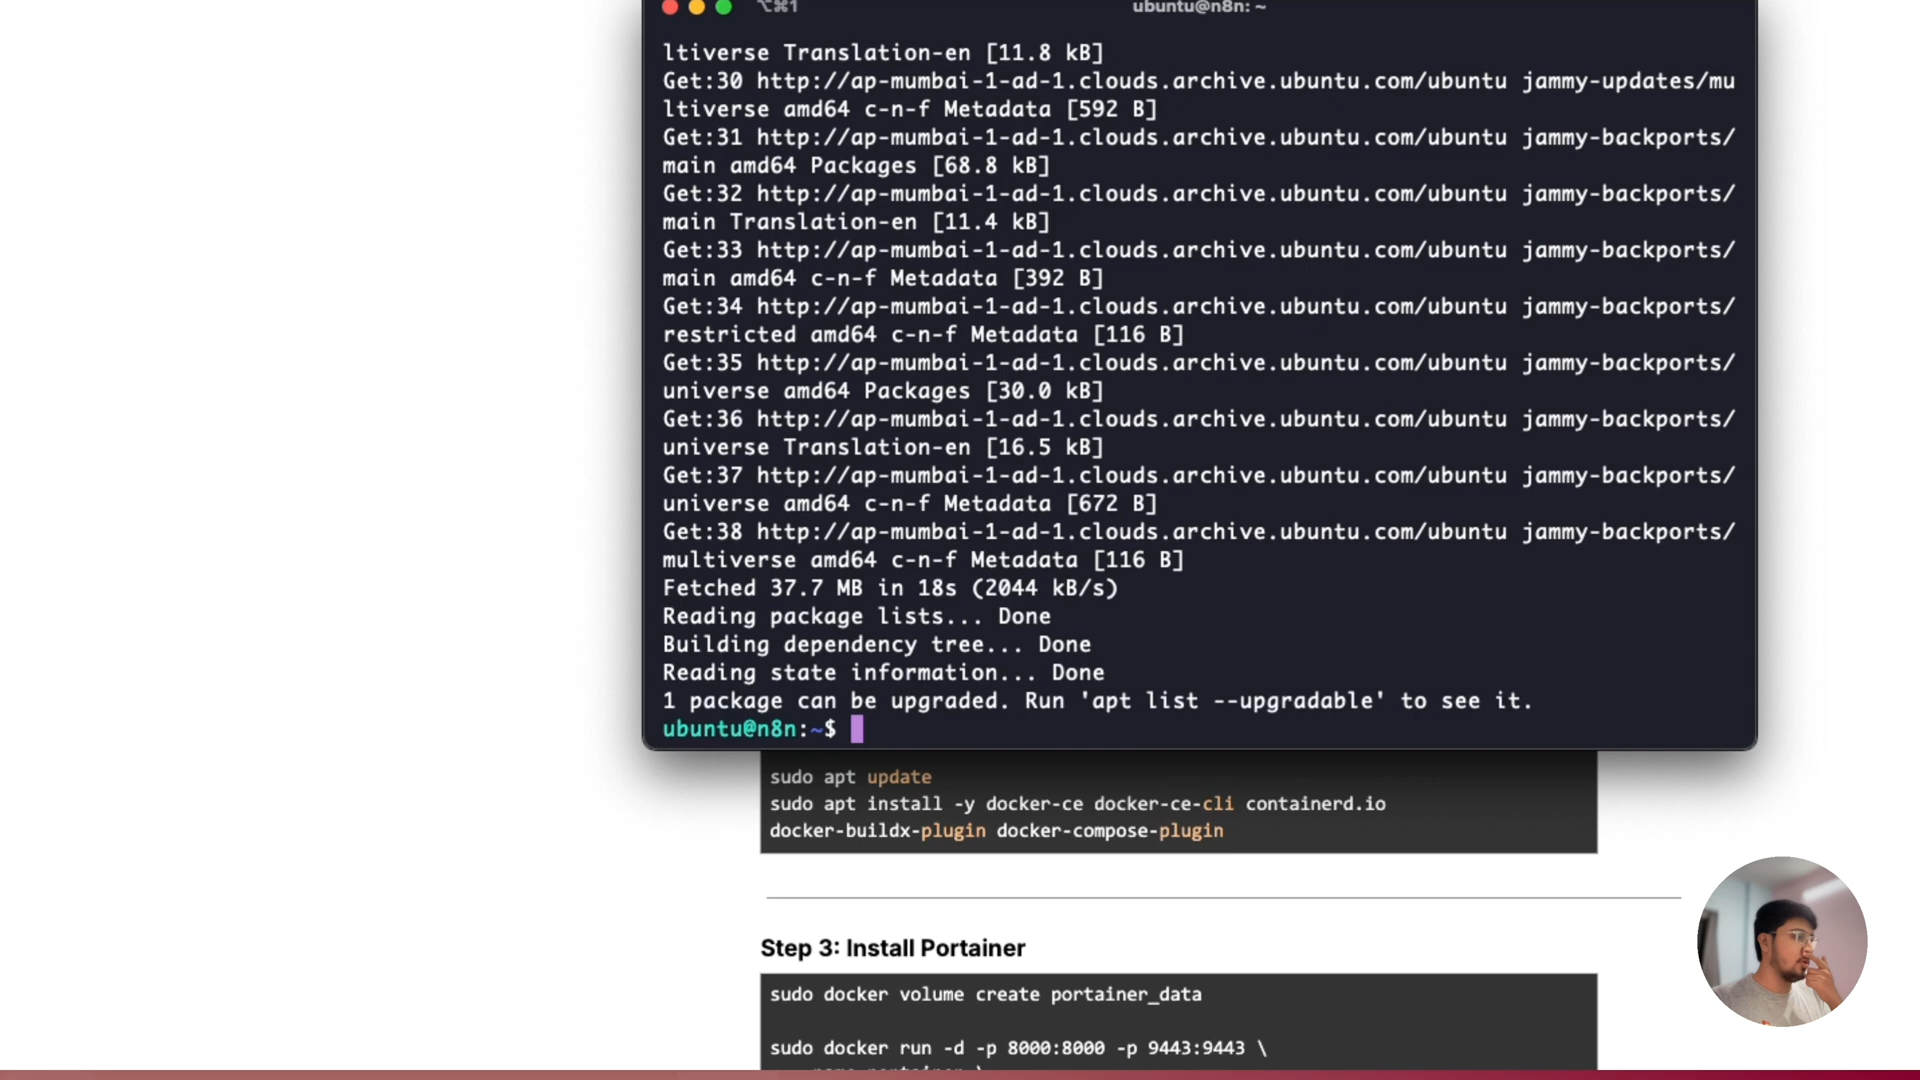 ⌥⌘1
ubuntu@n8n: ~
ltiverse Translation-en [11.8 kB]
Get:30 http://ap-mumbai-1-ad-1.clouds.archive.ubuntu.com/ubuntu jammy-updates/mu
ltiverse amd64 c-n-f Metadata [592 B]
Get:31 http://ap-mumbai-1-ad-1.clouds.archive.ubuntu.com/ubuntu jammy-backports/
main amd64 Packages [68.8 kB]
Get:32 http://ap-mumbai-1-ad-1.clouds.archive.ubuntu.com/ubuntu jammy-backports/
main Translation-en [11.4 kB]
Get:33 http://ap-mumbai-1-ad-1.clouds.archive.ubuntu.com/ubuntu jammy-backports/
main amd64 c-n-f Metadata [392 B]
Get:34 http://ap-mumbai-1-ad-1.clouds.archive.ubuntu.com/ubuntu jammy-backports/
restricted amd64 c-n-f Metadata [116 B]
Get:35 http://ap-mumbai-1-ad-1.clouds.archive.ubuntu.com/ubuntu jammy-backports/
universe amd64 Packages [30.0 kB]
Get:36 http://ap-mumbai-1-ad-1.clouds.archive.ubuntu.com/ubuntu jammy-backports/
universe Translation-en [16.5 kB]
Get:37 http://ap-mumbai-1-ad-1.clouds.archive.ubuntu.com/ubuntu jammy-backports/
universe amd64 c-n-f Metadata [672 B]
Get:38 http://ap-mumbai-1-ad-1.clouds.archive.ubuntu.com/ubuntu jammy-backports/
multiverse amd64 c-n-f Metadata [116 B]
Fetched 37.7 MB in 18s (2044 kB/s)
Reading package lists... Done
Building dependency tree... Done
Reading state information... Done
1 package can be upgraded. Run 'apt list --upgradable' to see it.
ubuntu@n8n:~$
sudo apt update
sudo apt install -y docker-ce docker-ce-cli containerd.io
docker-buildx-plugin docker-compose-plugin
Step 3: Install Portainer
sudo docker volume create portainer_data
sudo docker run -d -p 8000:8000 -p 9443:9443 \